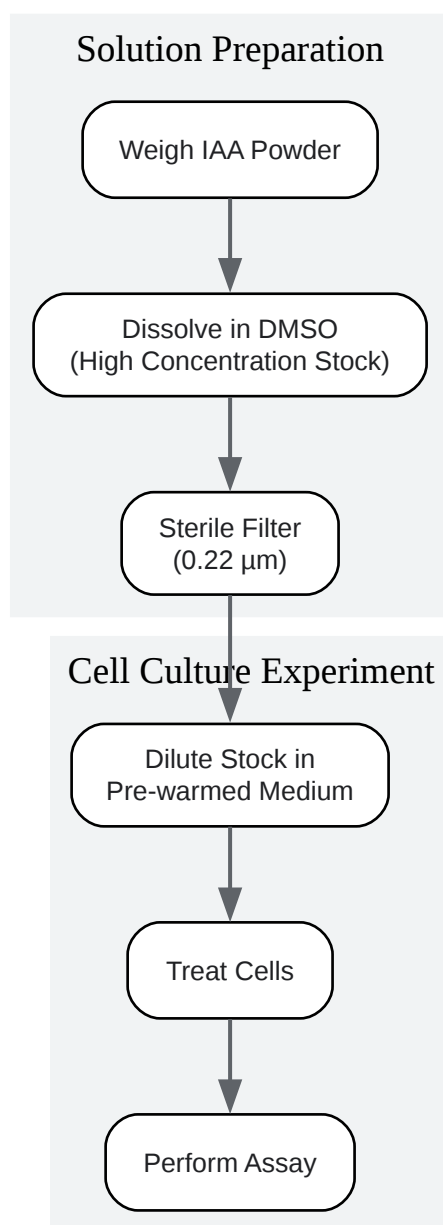 Solution Preparation
Weigh IAA Powder
Dissolve in DMSO
(High Concentration Stock)
Sterile Filter
(0.22 µm)
Cell Culture Experiment
Dilute Stock in
Pre-warmed Medium
Treat Cells
Perform Assay